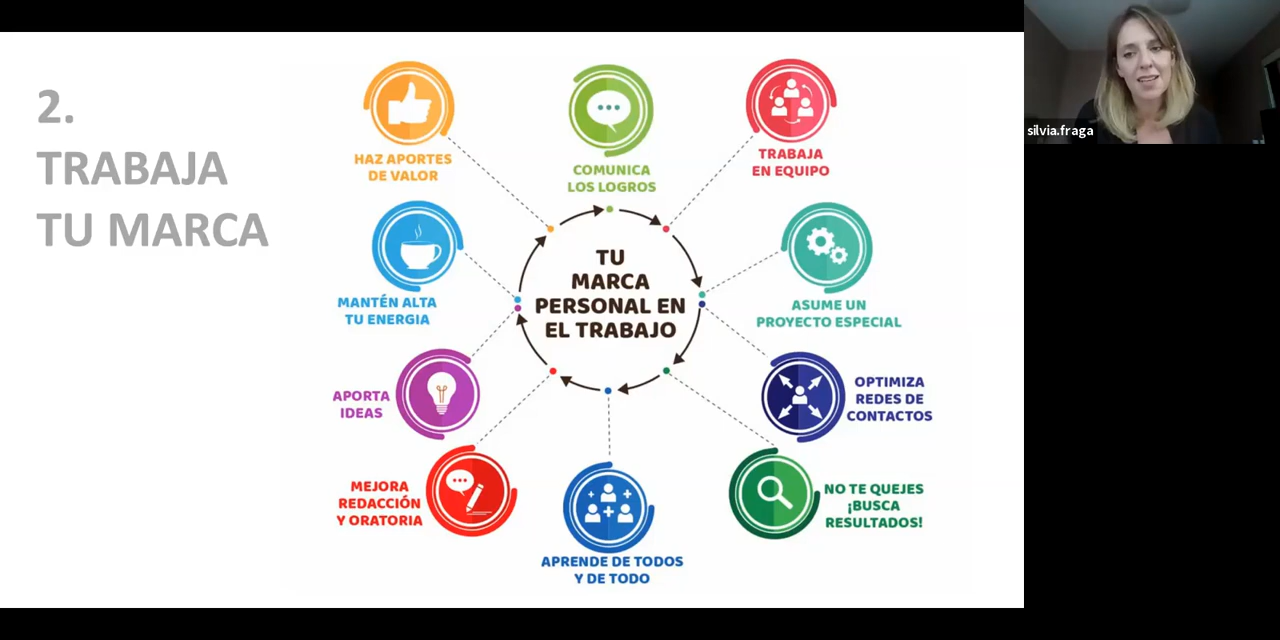 2.
TRABAJA
TU MARCA
HAZ APORTES
DE VALOR
COMUNICA
LOS LOGROS
TRABAJA
EN EQUIPO
silvia.fraga
MANTÉN ALTA
TU ENERGIA
TU
MARCA
PERSONAL EN
EL TRABAJO
ASUME UN
PROYECTO ESPECIAL
APORTA
IDEAS
OPTIMIZA
REDES DE
CONTACTOS
MEJORA
REDACCIÓN
Y ORATORIA
APRENDE DE TODOS
Y DE TODO
NO TE QUEJES
¡BUSCA
RESULTADOS!